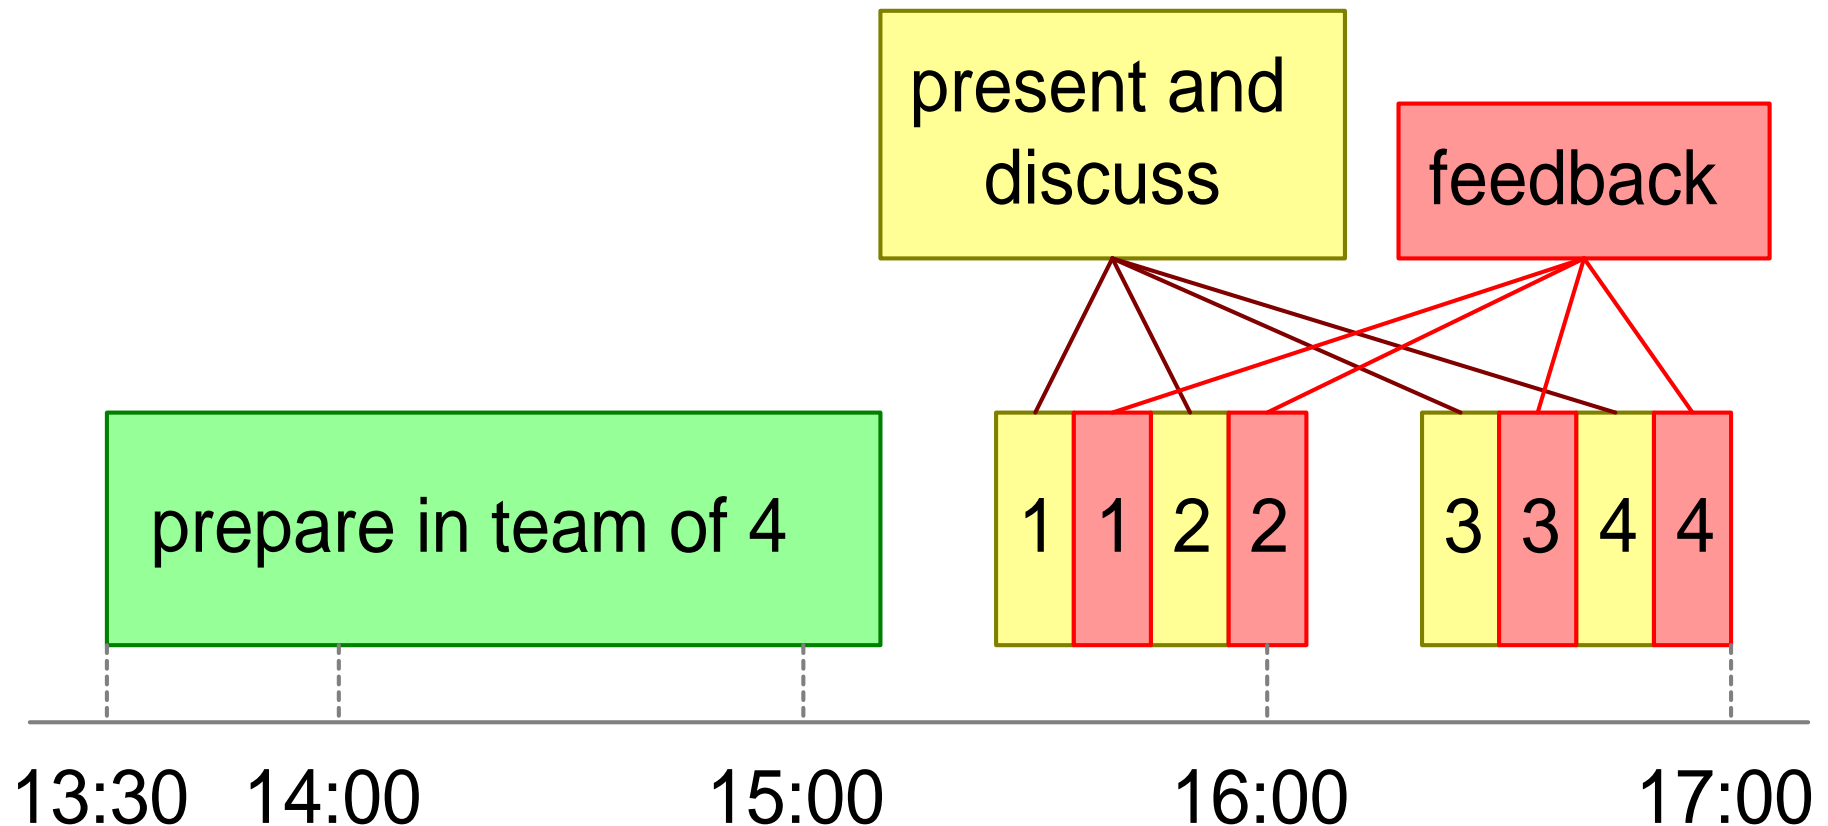 present and
discuss
feedback
prepare in team of 4
1 1 2 2
3 3 4 4
13:30 14:00 15:00 16:00 17:00